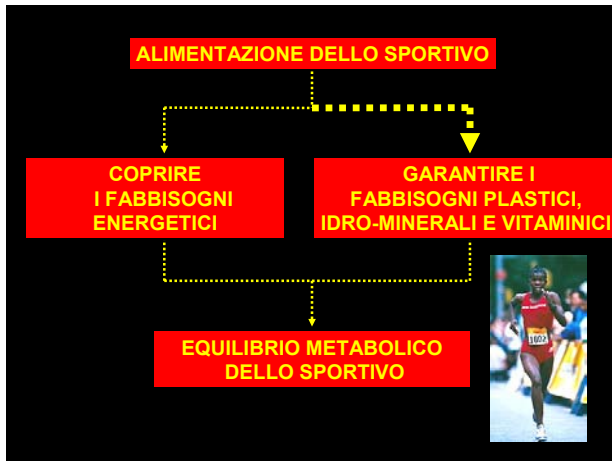 ALIMENTAZIONE DELLO SPORTIVO
COPRIRE
I FABBISOGNI
ENERGETICI
GARANTIRE I
FABBISOGNI PLASTICI,
IDRO-MINERALI E VITAMINICI
EQUILIBRIO METABOLICO
DELLO SPORTIVO